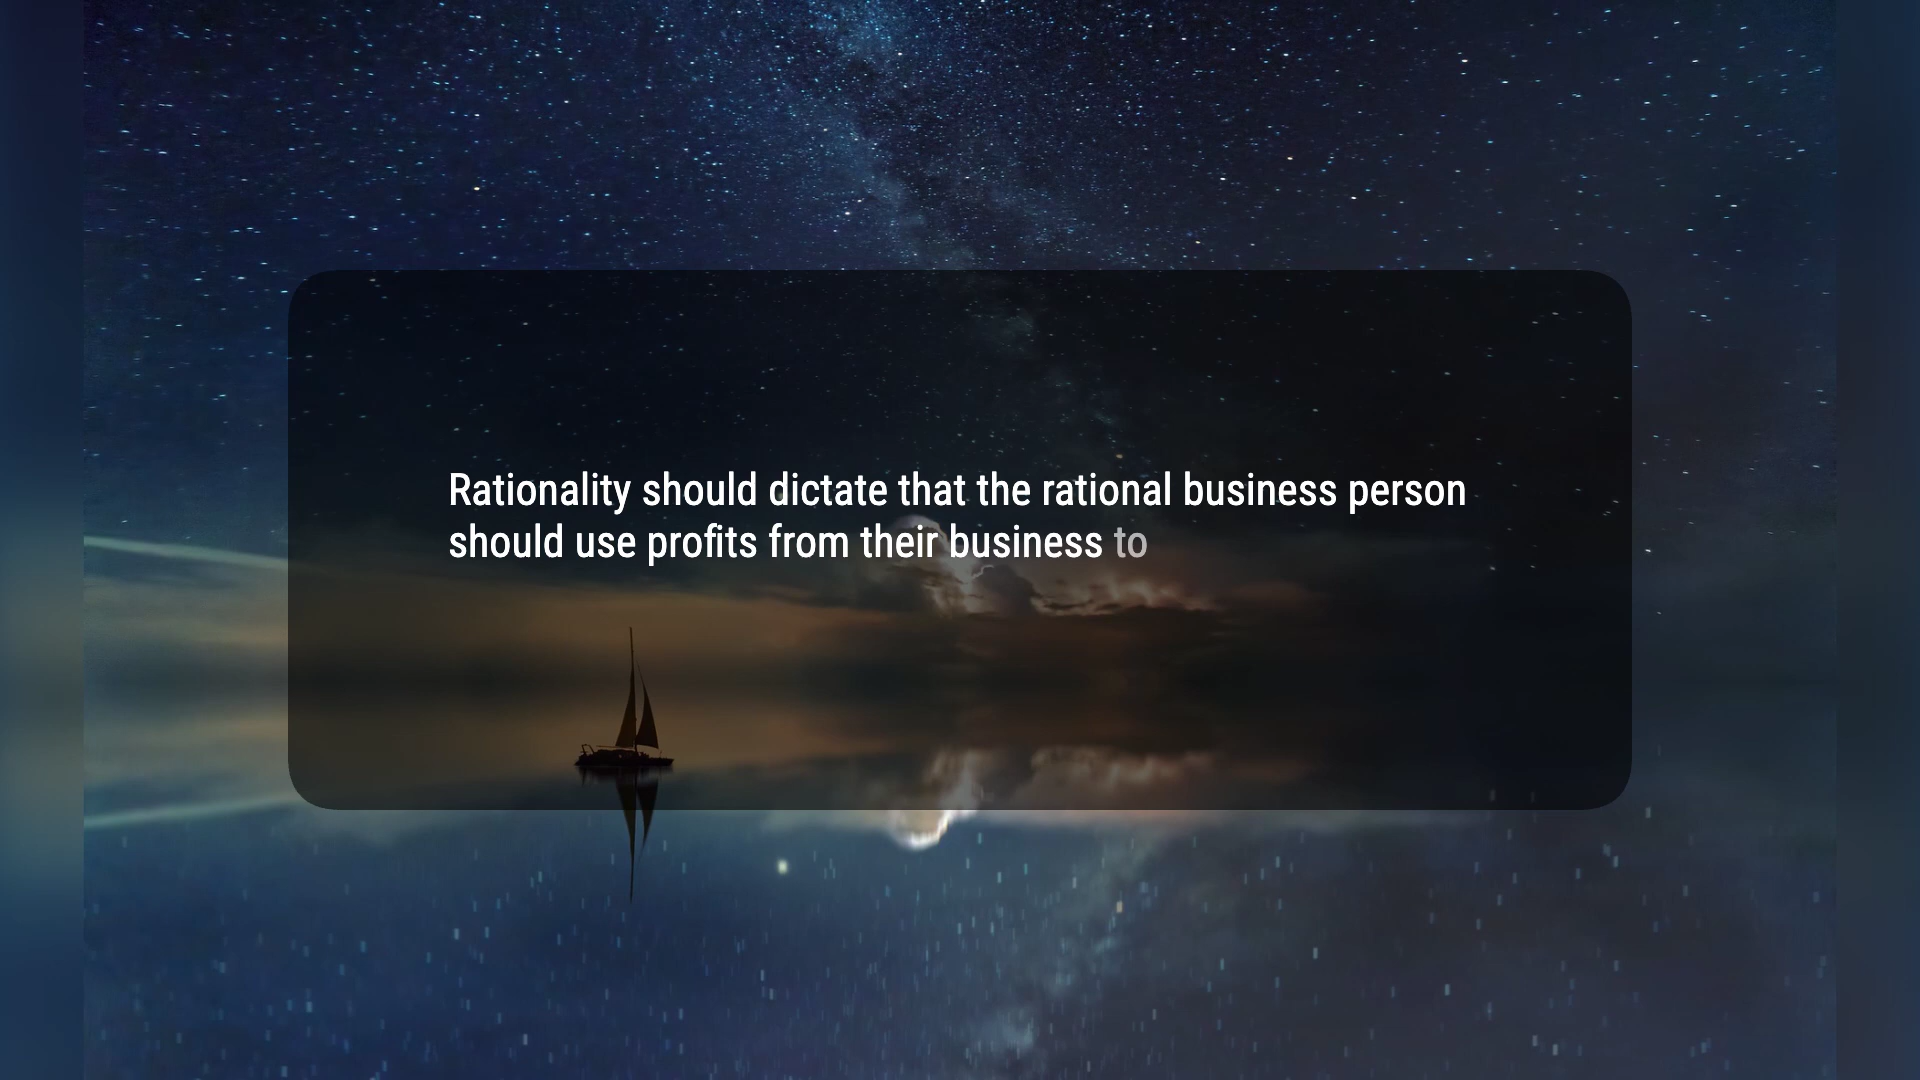 Rationality should dictate that the rational business person
should use profits from their business to